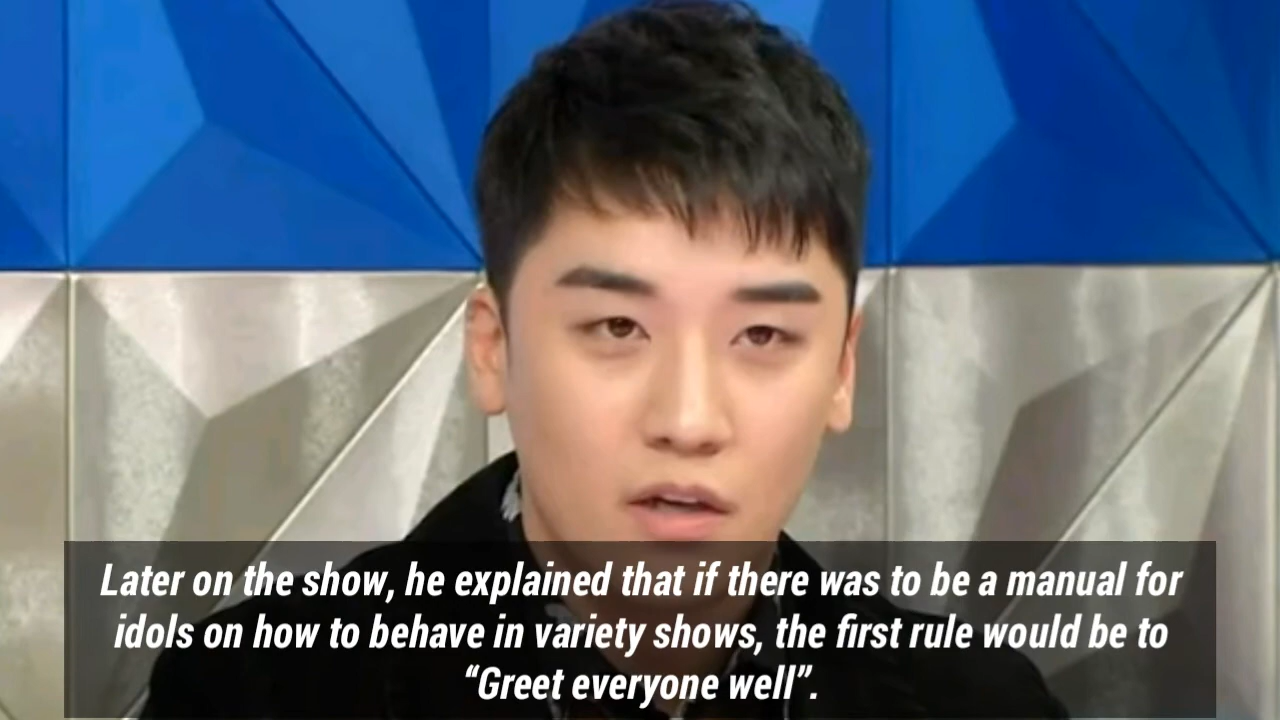 Later on the show, he explained that if there was to be a manual for
idols on how to behave in variety shows, the first rule would be to
“Greet everyone well”.